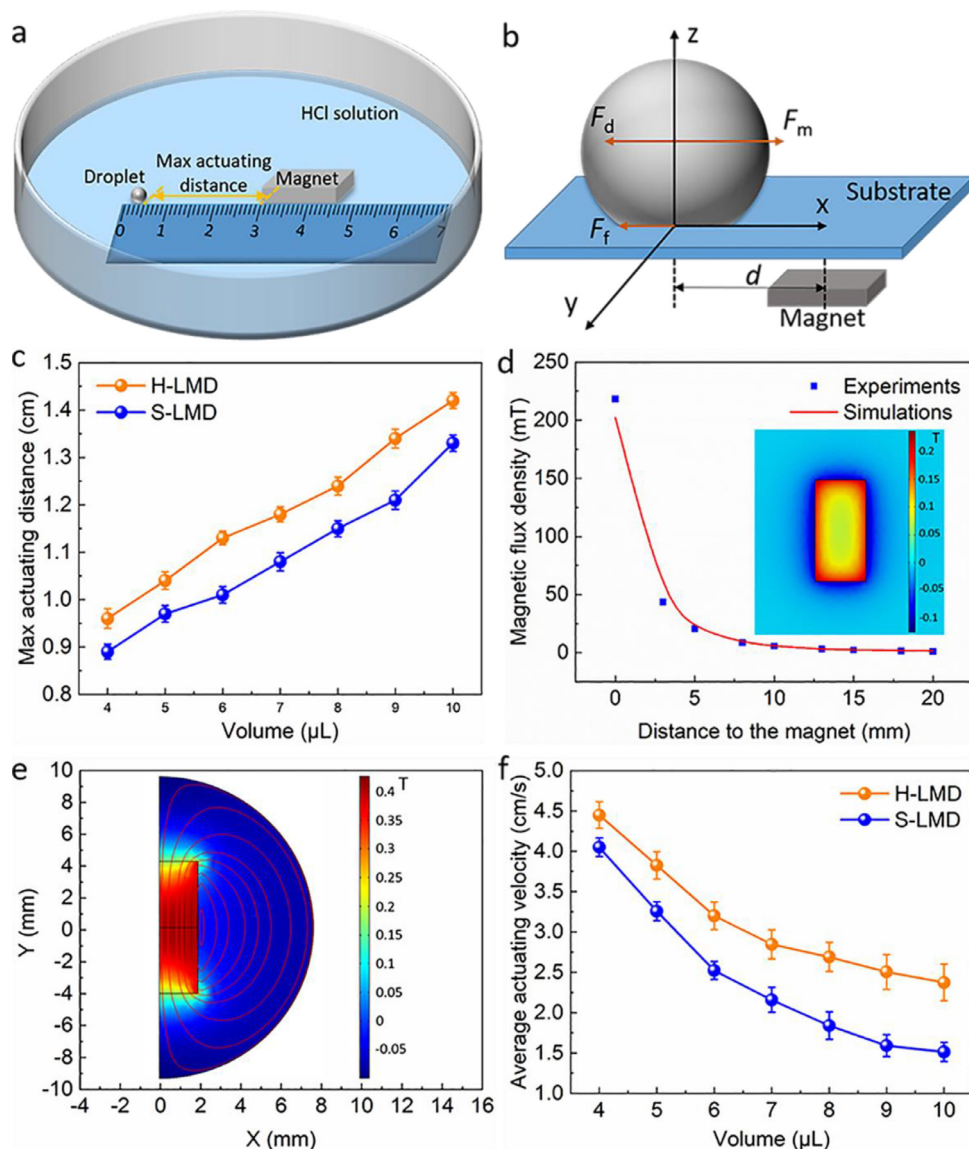 a
HCl solution
Droplet
Max actuating
distance
Magnet
0 1 2 3 4 5 6 7
b
z
F_d
F_m
Substrate
F_f
x
d
y
Magnet
c
1.5
1.4
1.3
1.2
1.1
1.0
0.9
0.8
Max actuating distance (cm)
H-LMD
S-LMD
4 5 6 7 8 9 10
Volume (μL)
d
250
200
150
100
50
0
Magnetic flux density (mT)
Experiments
Simulations
T
0.2
0.15
0.1
0.05
0
-0.05
-0.1
0 5 10 15 20
Distance to the magnet (mm)
e
10
8
6
4
2
0
-2
-4
-6
-8
-10
Y (mm)
T
0.4
0.35
0.3
0.25
0.2
0.15
0.1
0.05
0
-0.05
-4 -2 0 2 4 6 8 10 12 14 16
X (mm)
f
5.0
4.5
4.0
3.5
3.0
2.5
2.0
1.5
1.0
Average actuating velocity (cm/s)
H-LMD
S-LMD
4 5 6 7 8 9 10
Volume (μL)